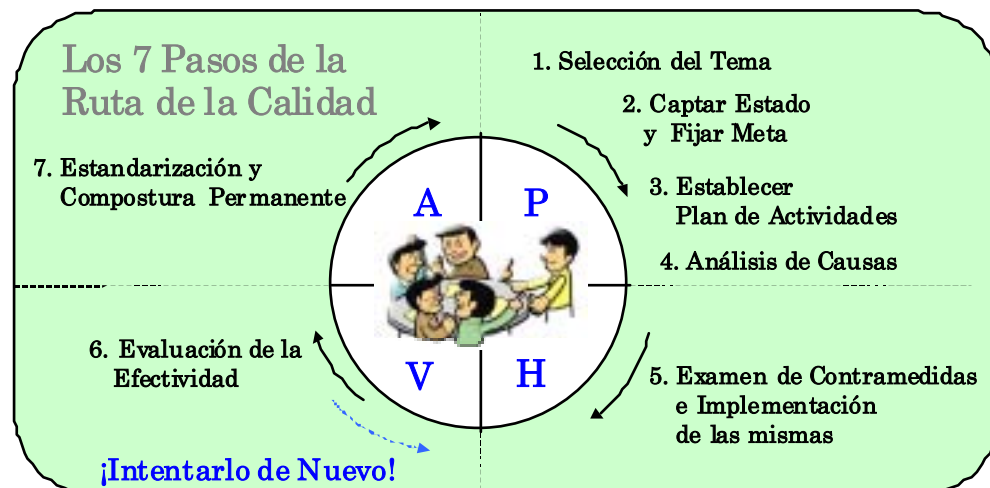 Los 7 Pasos de la
Ruta de la Calidad
1. Selección del Tema
2. Captar Estado
y Fijar Meta
3. Establecer
Plan de Actividades
4. Análisis de Causas
5. Examen de Contramedidas
e Implementación
de las mismas
6. Evaluación de la
Efectividad
¡Intentarlo de Nuevo!
7. Estandarización y
Compostura Permanente
A
P
V
H